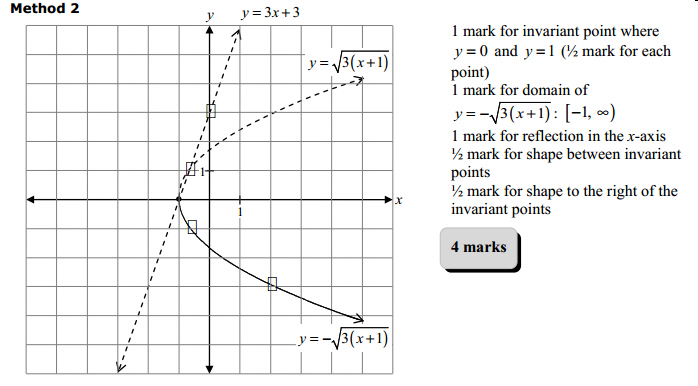 Method 2
y
y = 3x + 3
y = √3(x+1)
1
x
1
y = −√3(x+1)
1 mark for invariant point where
y = 0 and y = 1 (½ mark for each
point)
1 mark for domain of
y = −√3(x+1) : [−1, ∞)
1 mark for reflection in the x-axis
½ mark for shape between invariant
points
½ mark for shape to the right of the
invariant points
4 marks